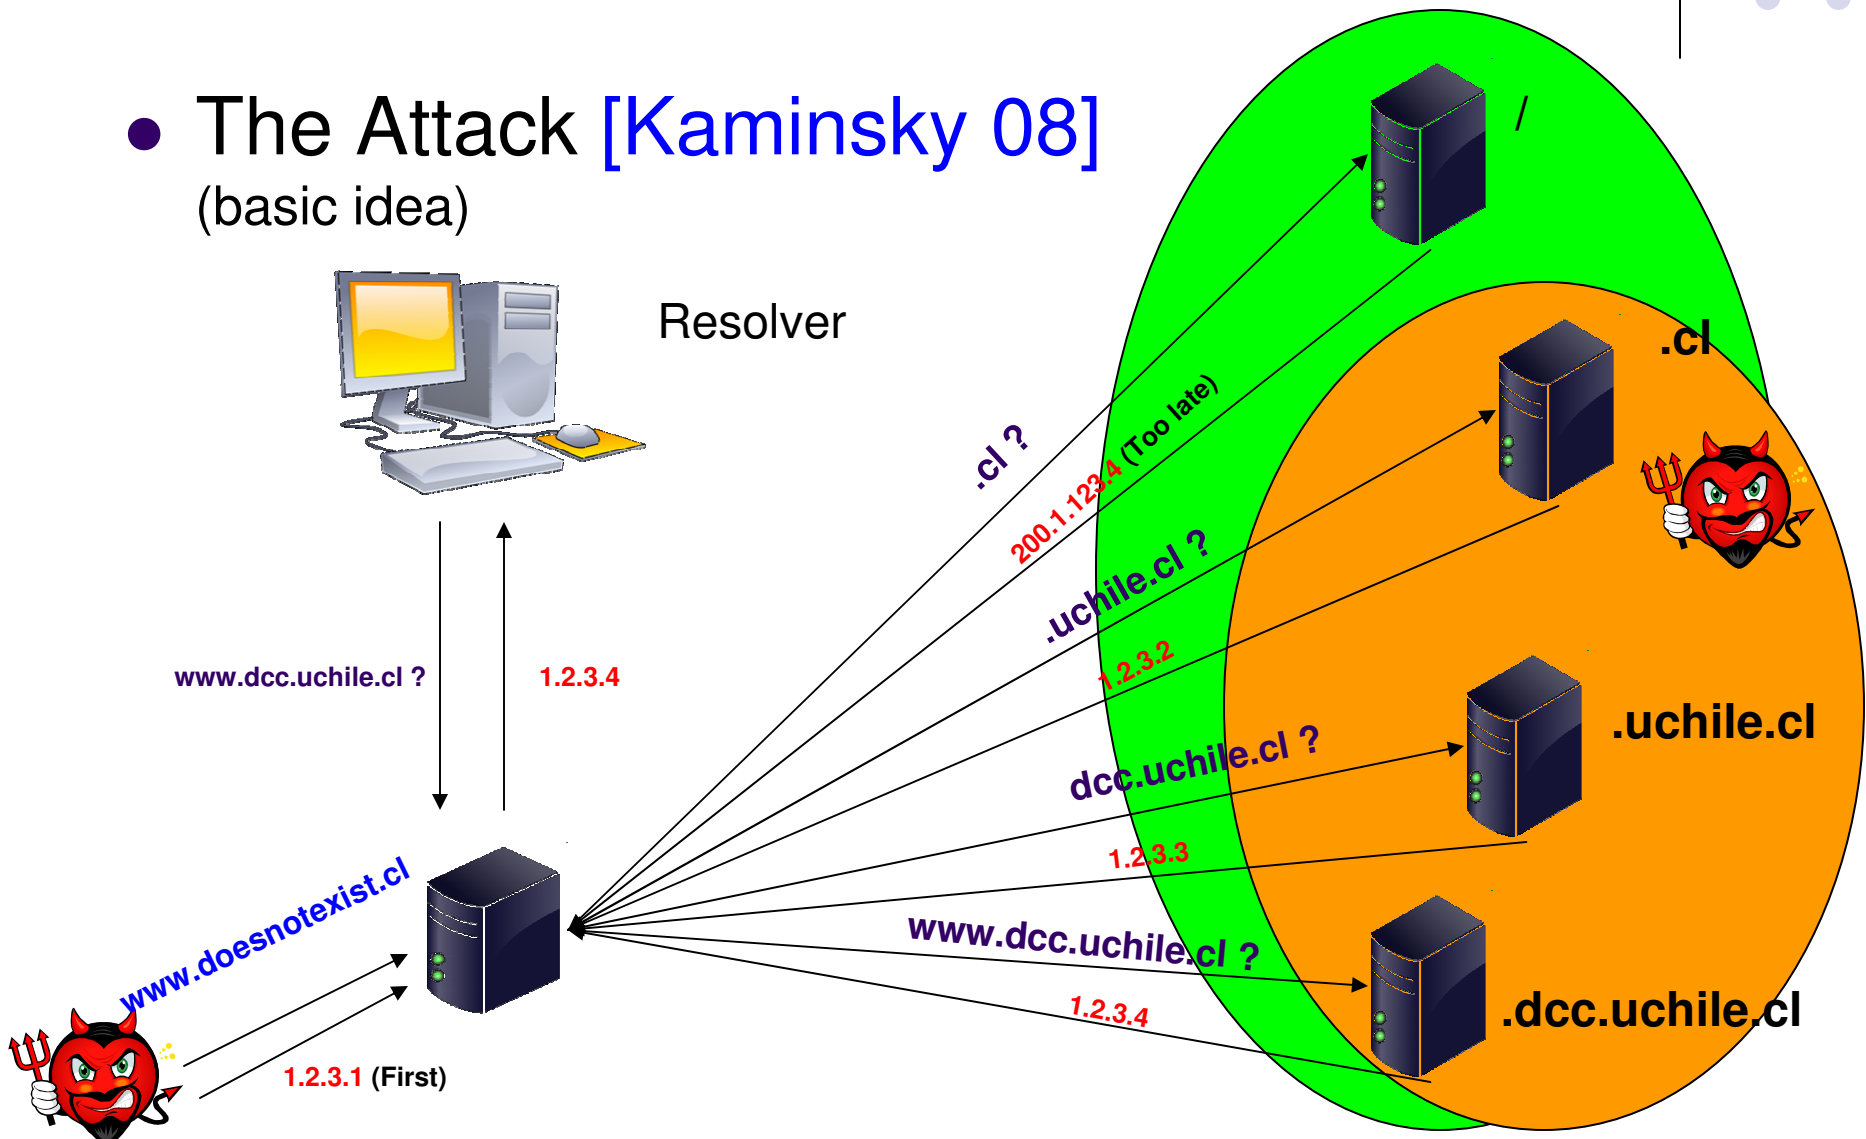 ● The Attack [Kaminsky 08]
(basic idea)
/
Resolver
.cl
.cl ?
200.1.123.4 (Too late)
.uchile.cl ?
1.2.3.2
www.dcc.uchile.cl ?
1.2.3.4
.uchile.cl
dcc.uchile.cl ?
1.2.3.3
www.doesnotexist.cl
www.dcc.uchile.cl ?
1.2.3.4
.dcc.uchile.cl
1.2.3.1 (First)